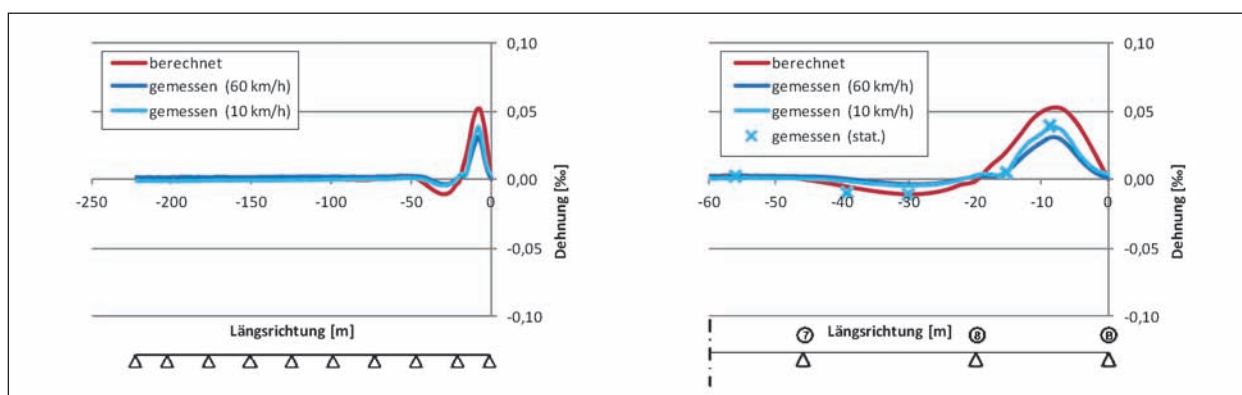 0,10
berechnet
gemessen (60 km/h)
gemessen (10 km/h)
0,05
0,00
-250 -200 -150 -100 -50 0
-0,05
-0,10
Dehnung [‰]
Längsrichtung [m]
0,10
berechnet
gemessen (60 km/h)
gemessen (10 km/h)
gemessen (stat.)
0,05
0,00
-60 -50 -40 -30 -20 -10 0
-0,05
-0,10
Dehnung [‰]
Längsrichtung [m]
7 8 B